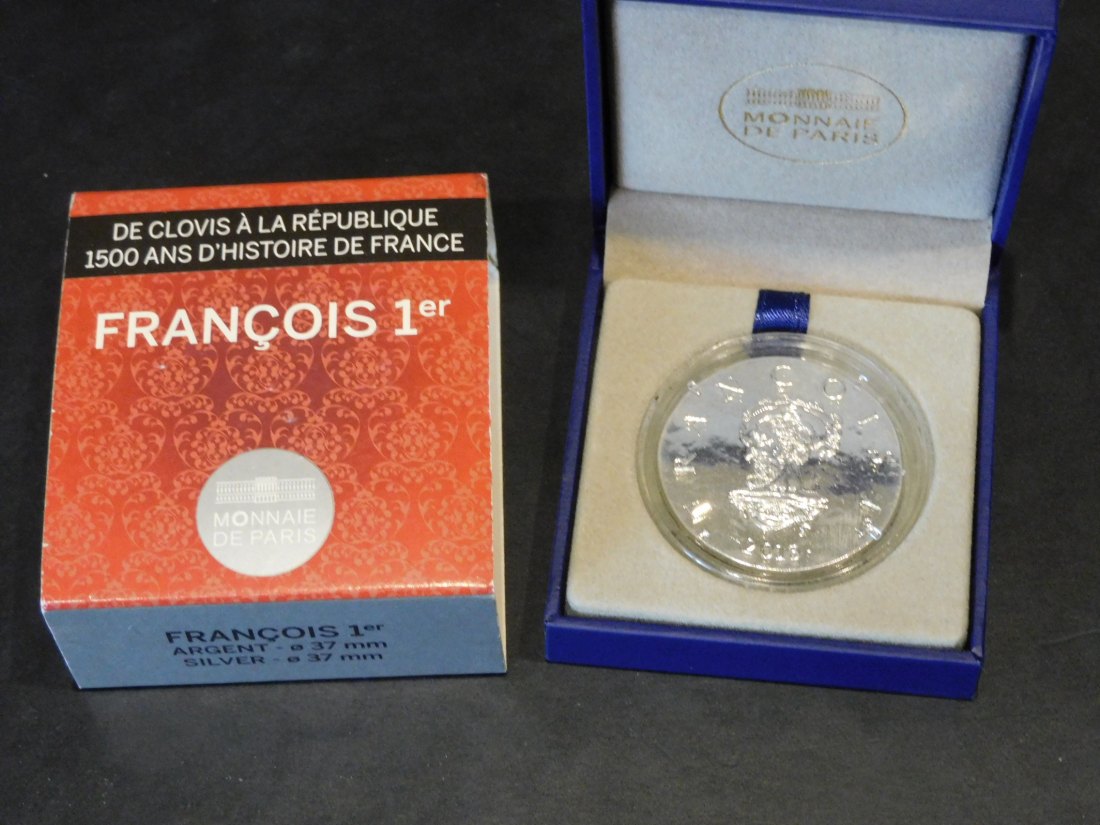 DE CLOVIS À LA RÉPUBLIQUE
1500 ANS D'HISTOIRE DE FRANCE
FRANÇOIS 1er
MONNAIE
DE PARIS
FRANÇOIS 1er
ARGENT - ø 37 mm
SILVER - ø 37 mm
MONNAIE
DE PARIS
FRANÇOIS